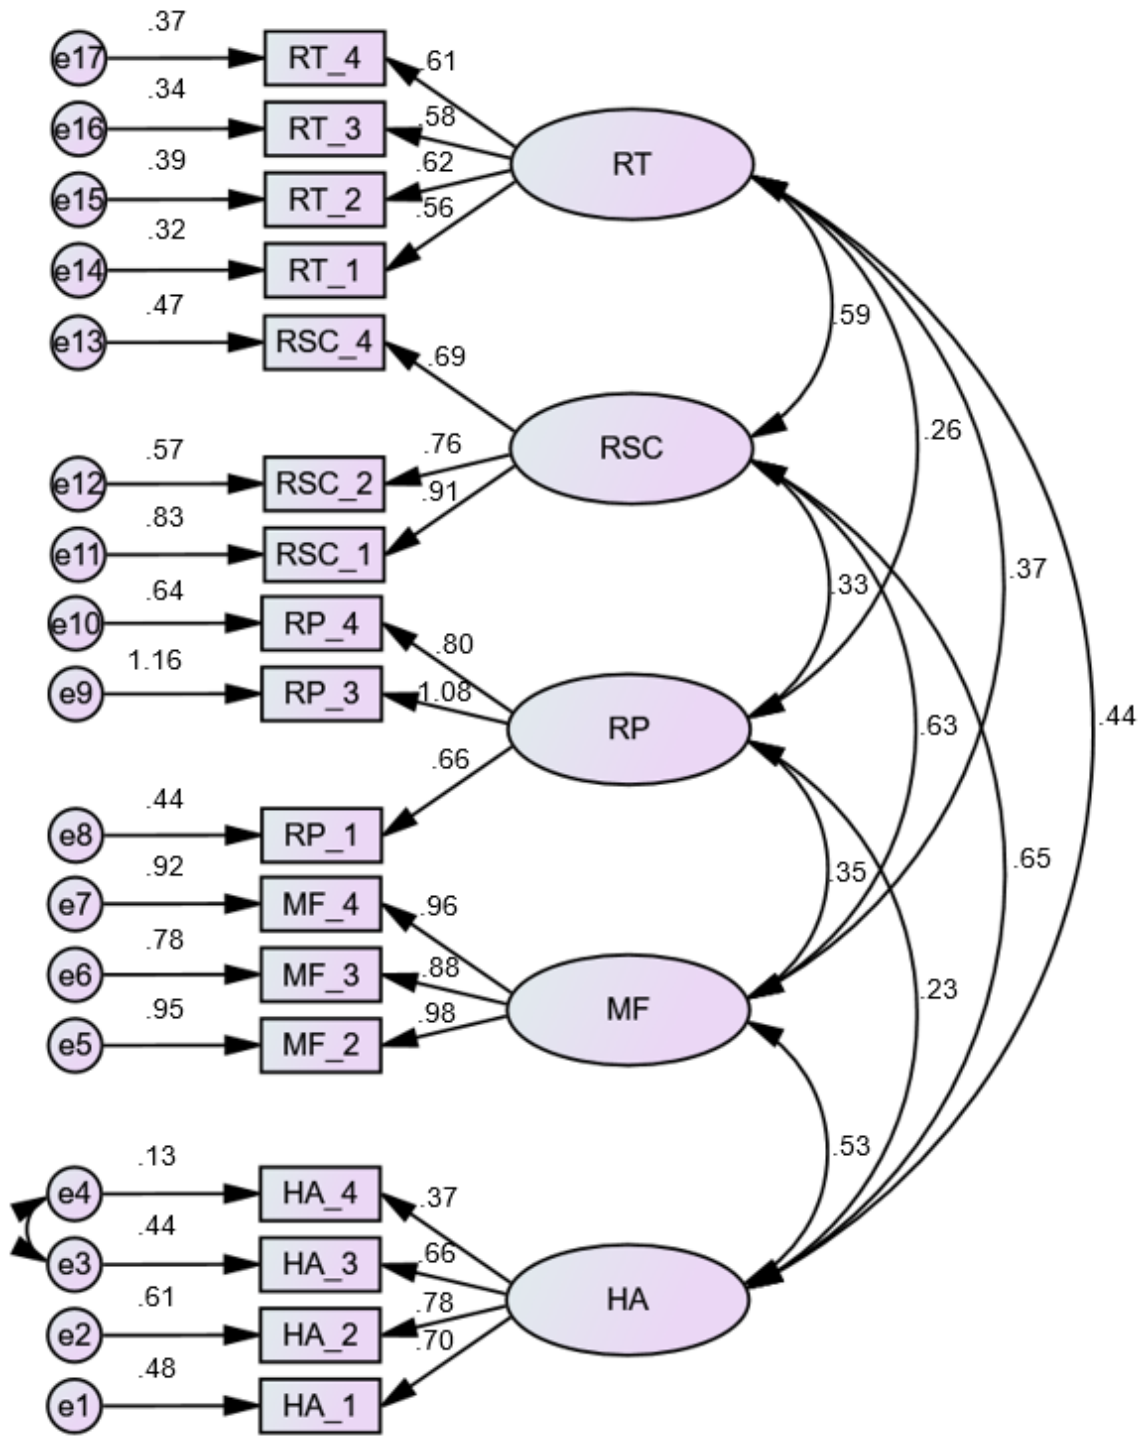 .37
e17 RT_4 .61
.34
e16 RT_3 .58
RT
.39
e15 RT_2 .62
.32
e14 RT_1 .56
.47
e13 RSC_4 .69
.59
.57
e12 RSC_2 .76
RSC
.26
.83
e11 RSC_1 .91
.64
e10 RP_4 .80
.33
.37
1.16
e9 RP_3 1.08
RP
.63
.44
.44
e8 RP_1 .66
.92
e7 MF_4 .96
.35
.65
.78
e6 MF_3 .88
MF
.23
.95
e5 MF_2 .98
.53
.13
e4 HA_4 .37
.44
e3 HA_3 .66
HA
.61
e2 HA_2 .78
.48
e1 HA_1 .70